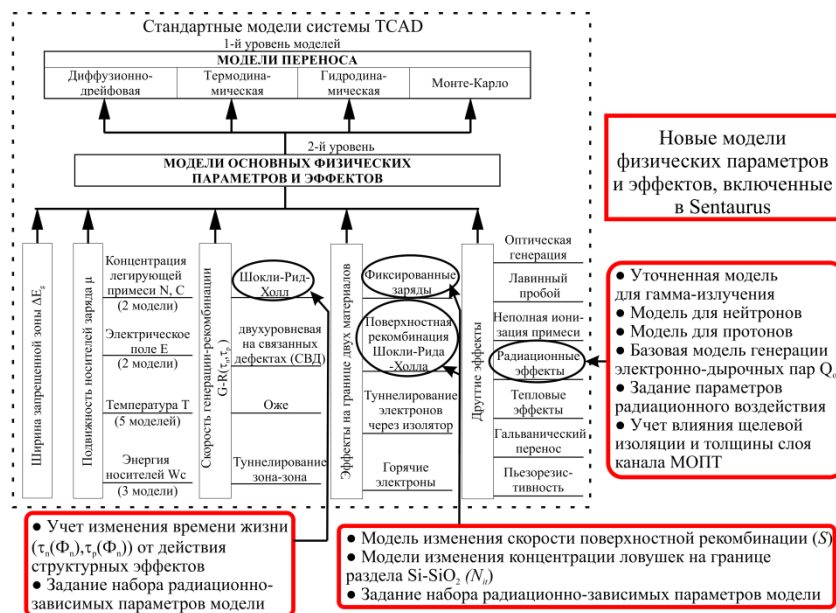 Стандартные модели системы TCAD
1-й уровень моделей
МОДЕЛИ ПЕРЕНОСА
Диффузионно-
дрейфовая
Термодина-
мическая
Гидродина-
мическая
Монте-Карло
2-й уровень
МОДЕЛИ ОСНОВНЫХ ФИЗИЧЕСКИХ
ПАРАМЕТРОВ И ЭФФЕКТОВ
Новые модели
физических параметров
и эффектов, включенные
в Sentaurus
Ширина запрещенной зоны ΔEg
Подвижность носителей заряда μ
Концентрация
легирующей
примеси N, C
(2 модели)
Электрическое
поле E
(2 модели)
Температура T
(5 моделей)
Энергия
носителей Wc
(3 модели)
Скорость генерации-рекомбинации
G-R(τn,τp)
Шокли-Рид-
Холл
двухуровневая
на связанных
дефектах (СВД)
Оже
Туннелирование
зона-зона
Эффекты на границе двух материалов
Фиксированные
заряды
Поверхностная
рекомбинация
Шокли-Рида
-Холла
Туннелирование
электронов
через изолятор
Горячие
электроны
Друггие эффекты
Оптическая
генерация
Лавинный
пробой
Неполная иони-
зация примеси
Радиационные
эффекты
Тепловые
эффекты
Гальванический
перенос
Пьезорезис-
тивность
● Уточненная модель
для гамма-излучения
● Модель для нейтронов
● Модель для протонов
● Базовая модель генерации
электронно-дырочных пар Q
● Задание параметров
радиационного воздействия
● Учет влияния щелевой
изоляции и толщины слоя
канала МОПТ
● Учет изменения времени жизни
(τn(Φn),τp(Φn)) от действия
структурных эффектов
● Задание набора радиационно-
зависимых параметров модели
● Модель изменения скорости поверхностной рекомбинации (S)
● Модели изменения концентрации ловушек на границе
раздела Si-SiO₂ (Nit)
● Задание набора радиационно-зависимых параметров модели